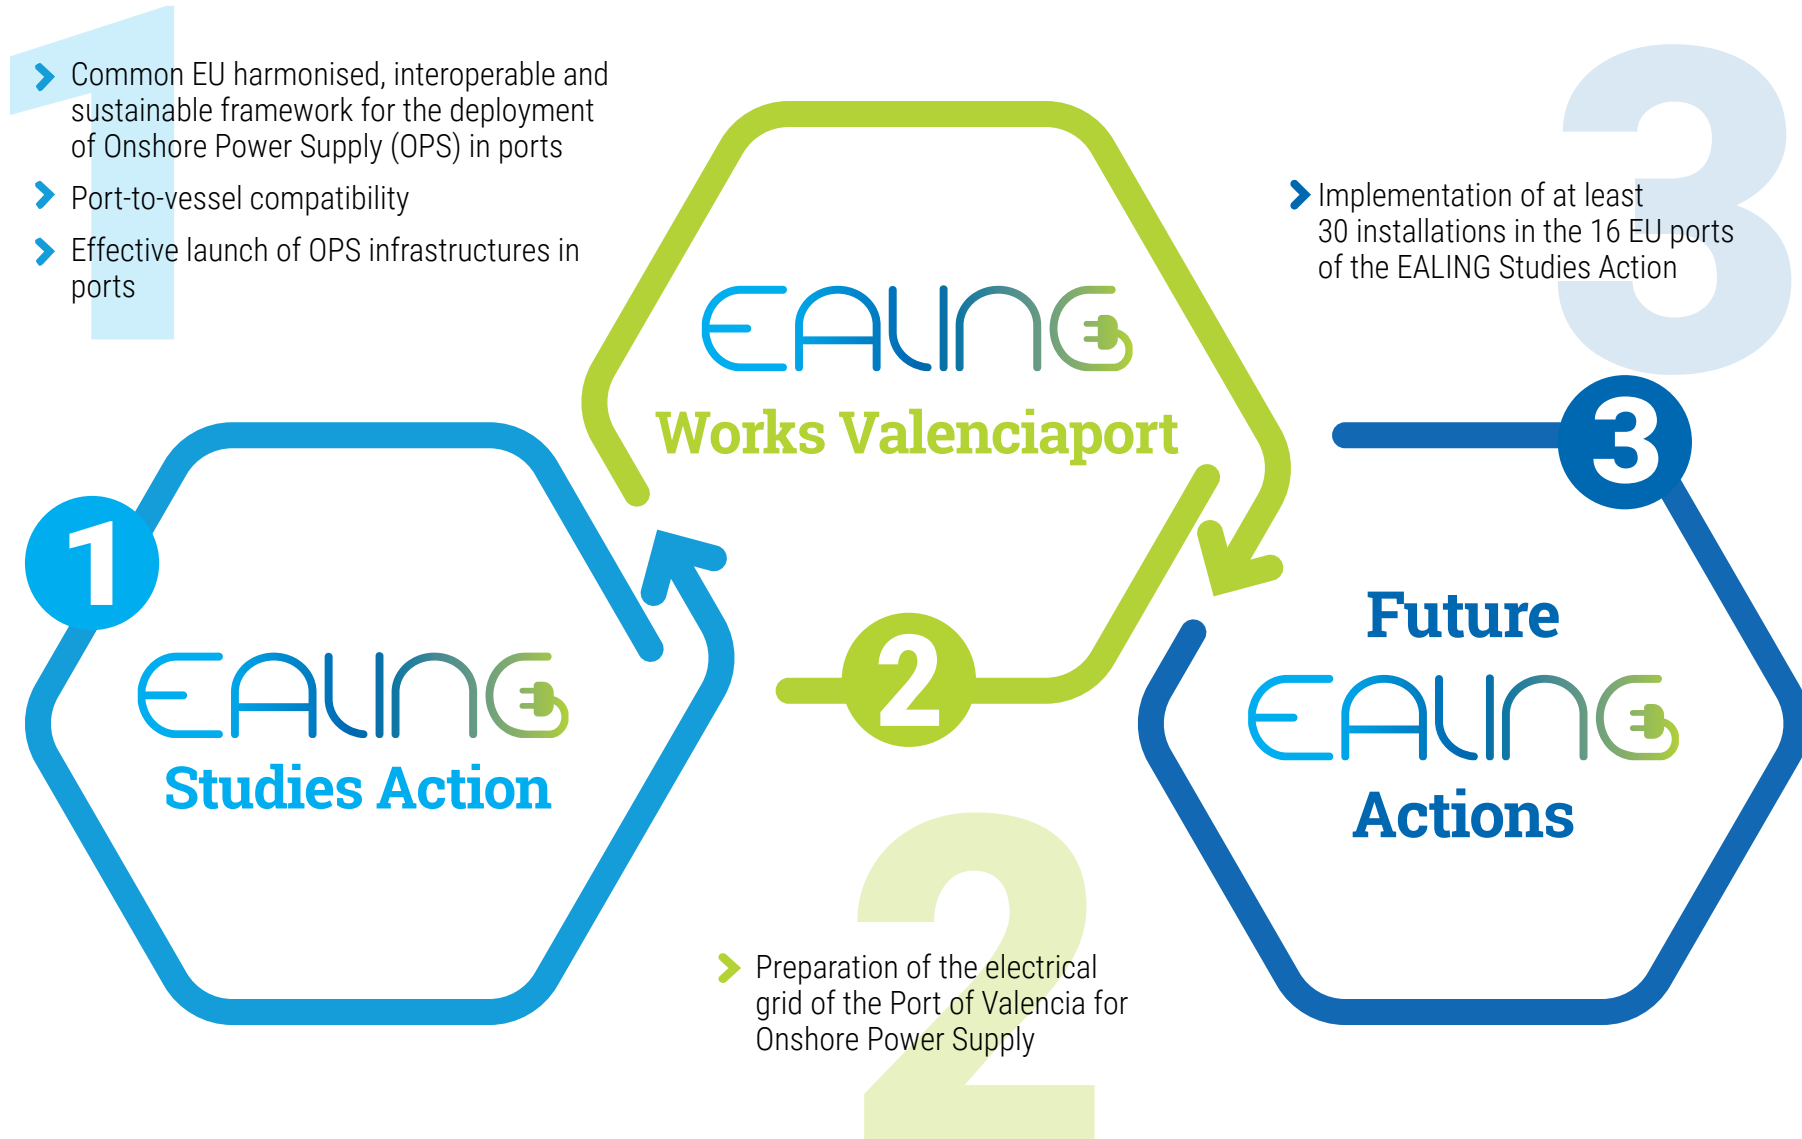 1
Common EU harmonised, interoperable and
sustainable framework for the deployment
of Onshore Power Supply (OPS) in ports
Port-to-vessel compatibility
Effective launch of OPS infrastructures in
ports
1
EALING
Studies Action
EALING
Works Valenciaport
2
2
Preparation of the electrical
grid of the Port of Valencia for
Onshore Power Supply
3
Implementation of at least
30 installations in the 16 EU ports
of the EALING Studies Action
3
Future
EALING
Actions